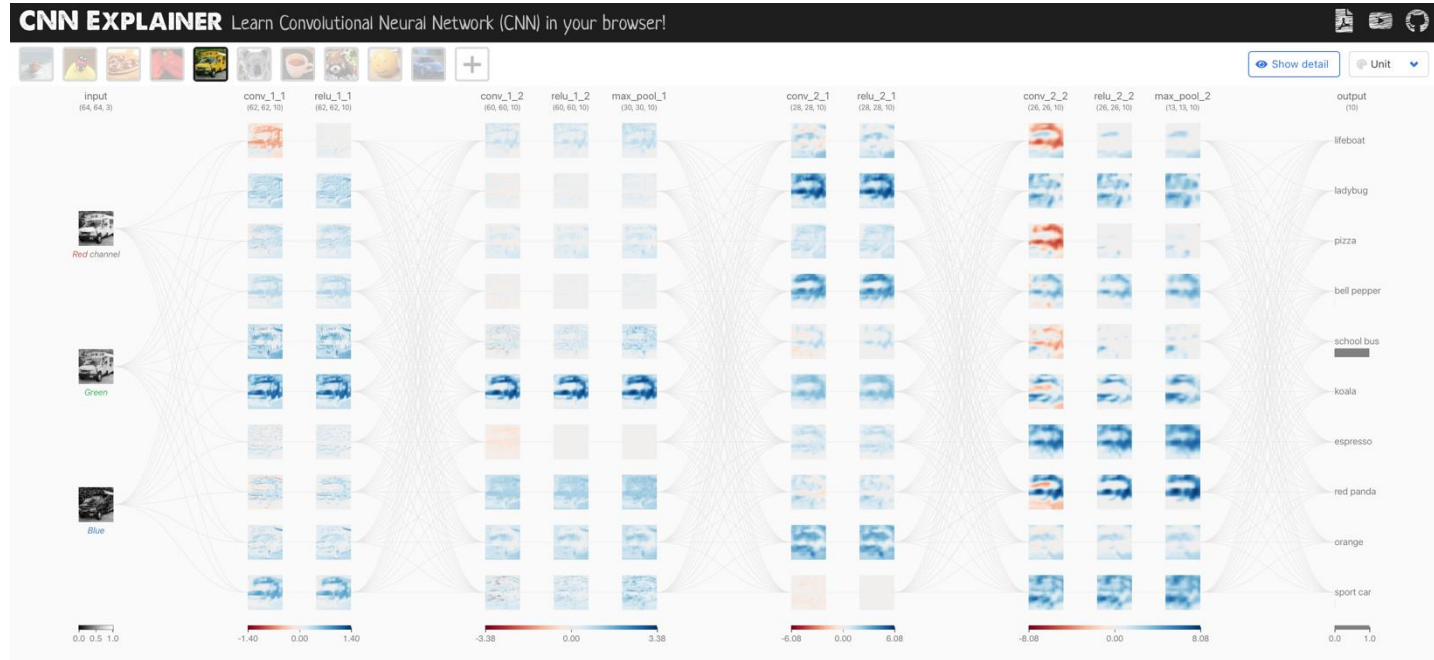 CNN EXPLAINER Learn Convolutional Neural Network (CNN) in your browser!
Show detail
Unit
input conv_1_1 relu_1_1 conv_1_2 relu_1_2 max_pool_1 conv_2_1 relu_2_1 conv_2_2 relu_2_2 max_pool_2 output
(64, 64, 3) (62, 62, 10) (62, 62, 10) (60, 60, 10) (60, 60, 10) (30, 30, 10) (28, 28, 10) (28, 28, 10) (26, 26, 10) (26, 26, 10) (13, 13, 10) (10)
lifeboat
ladybug
Red channel
pizza
bell pepper
school bus
Green
koala
espresso
red panda
Blue
orange
sport car
0.0 0.5 1.0 -1.40 0.00 1.40 -3.38 0.00 3.38 -6.08 0.00 6.08 -8.08 0.00 8.08 0.0 1.0